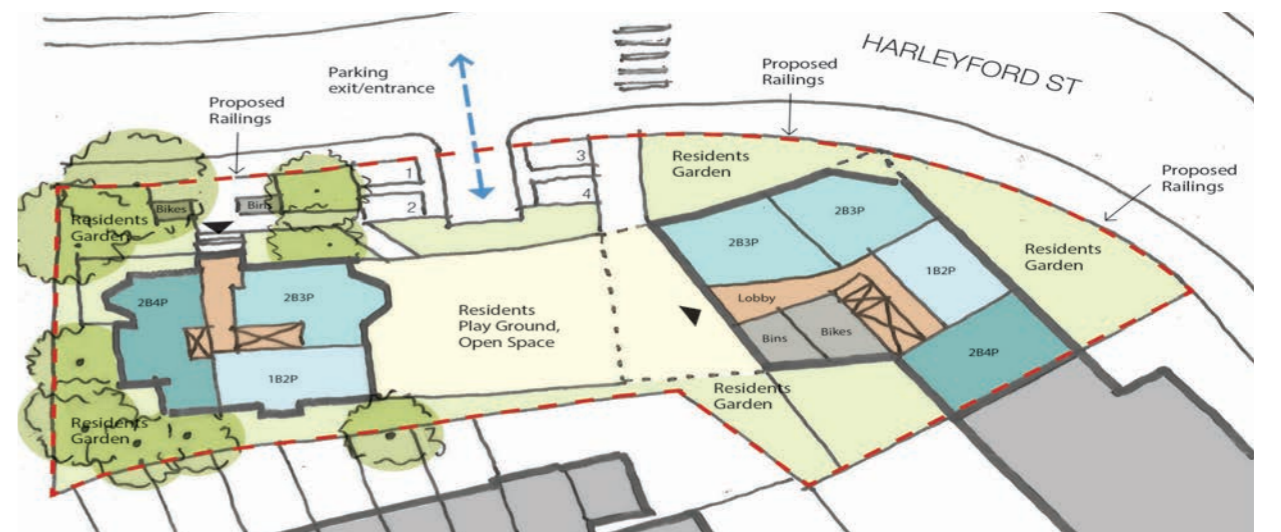 HARLEYFORD ST
Parking
exit/entrance
Proposed
Railings
Proposed
Railings
Proposed
Railings
1
2
3
4
Residents
Garden
Bikes
Bins
Residents
Garden
2B4P
2B3P
1B2P
Residents
Play Ground,
Open Space
2B3P
2B3P
1B2P
Residents
Garden
Lobby
Bins
Bikes
2B4P
Residents
Garden
Residents
Garden